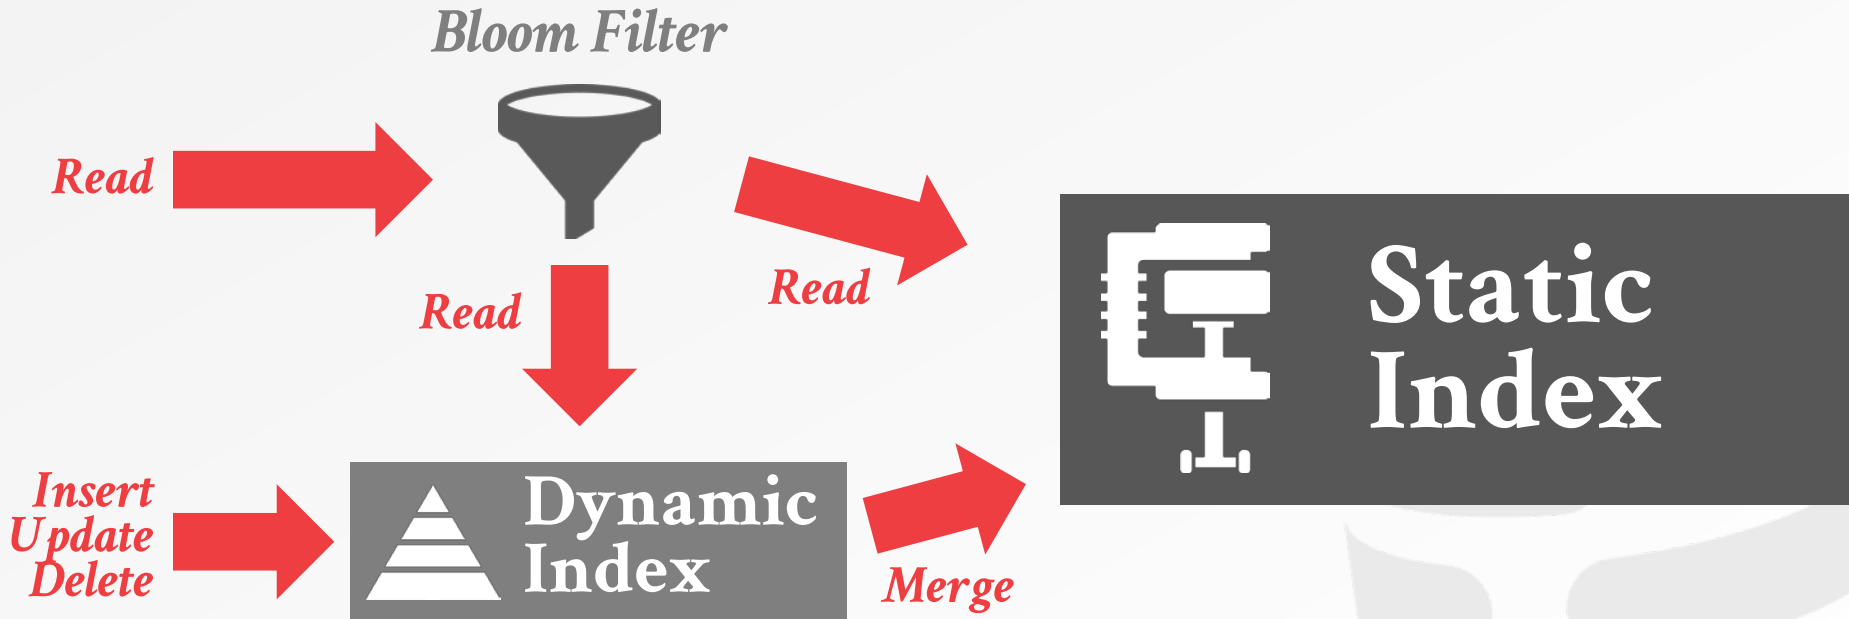 Bloom Filter
Read
Read
Read
Static
Index
Insert
Update
Delete
Dynamic
Index
Merge